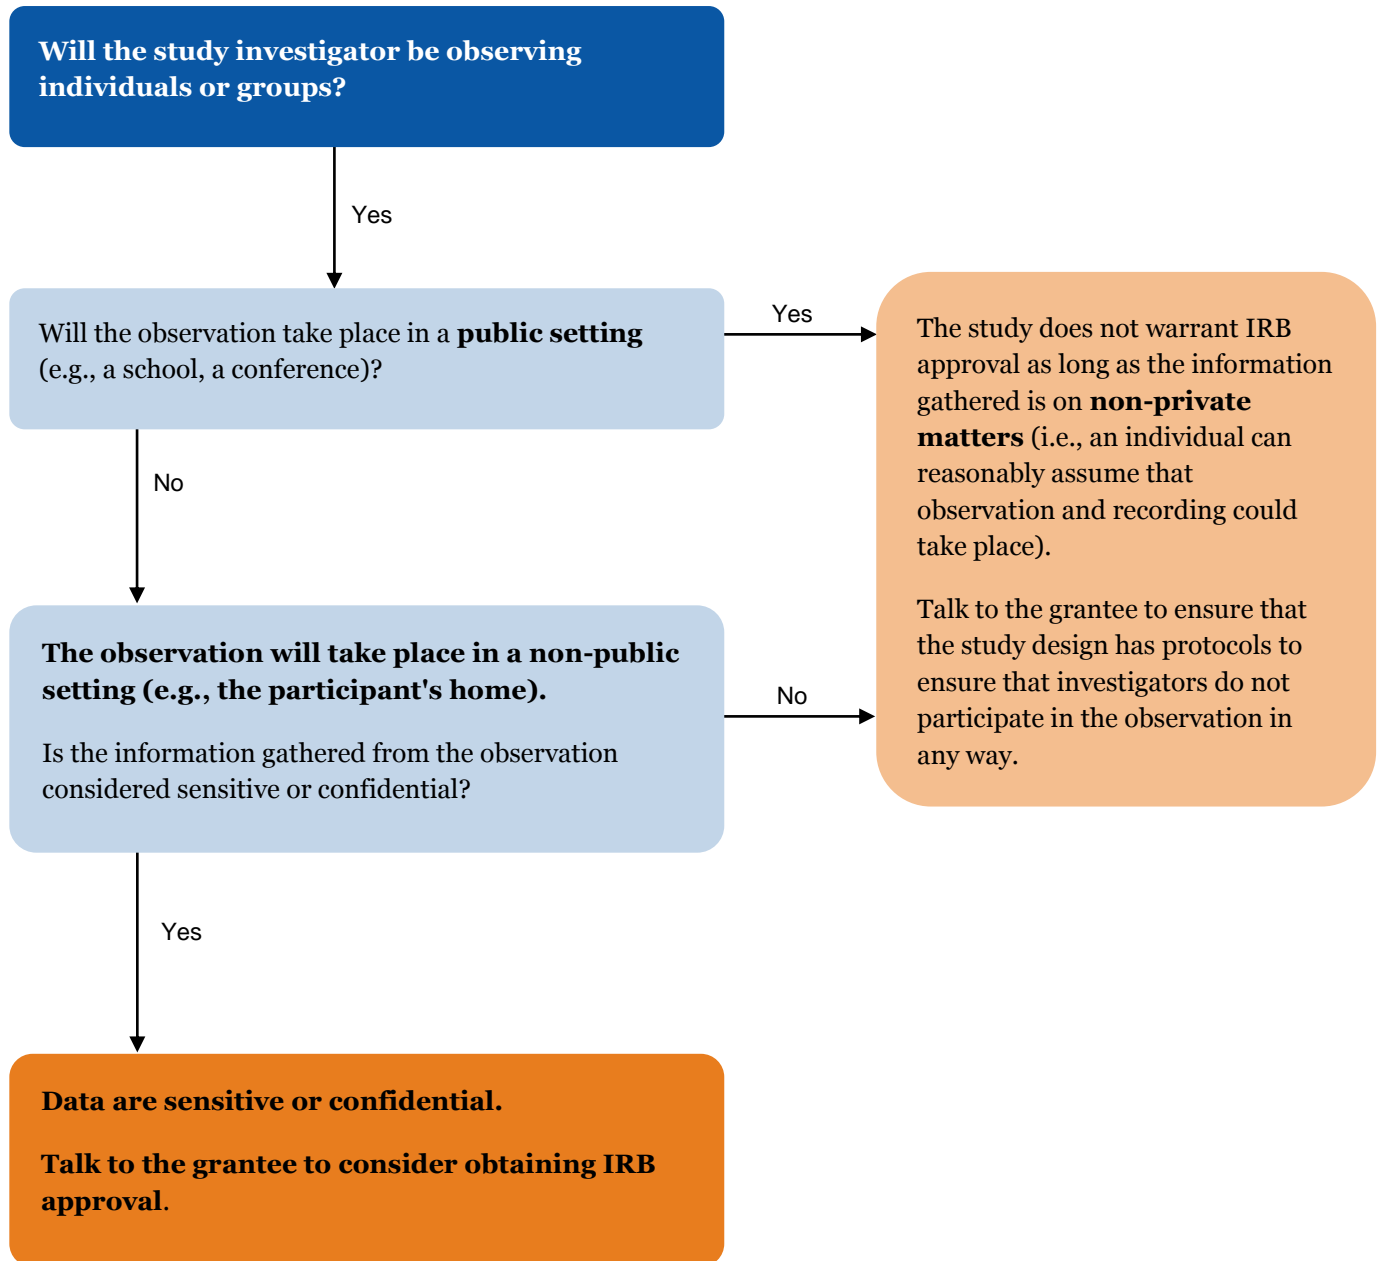 Will the study investigator be observing
individuals or groups?
Yes
Will the observation take place in a public setting
(e.g., a school, a conference)?
Yes
The study does not warrant IRB
approval as long as the information
gathered is on non-private
matters (i.e., an individual can
reasonably assume that
observation and recording could
take place).
Talk to the grantee to ensure that
the study design has protocols to
ensure that investigators do not
participate in the observation in
any way.
No
The observation will take place in a non-public
setting (e.g., the participant's home).
Is the information gathered from the observation
considered sensitive or confidential?
No
Yes
Data are sensitive or confidential.
Talk to the grantee to consider obtaining IRB
approval.